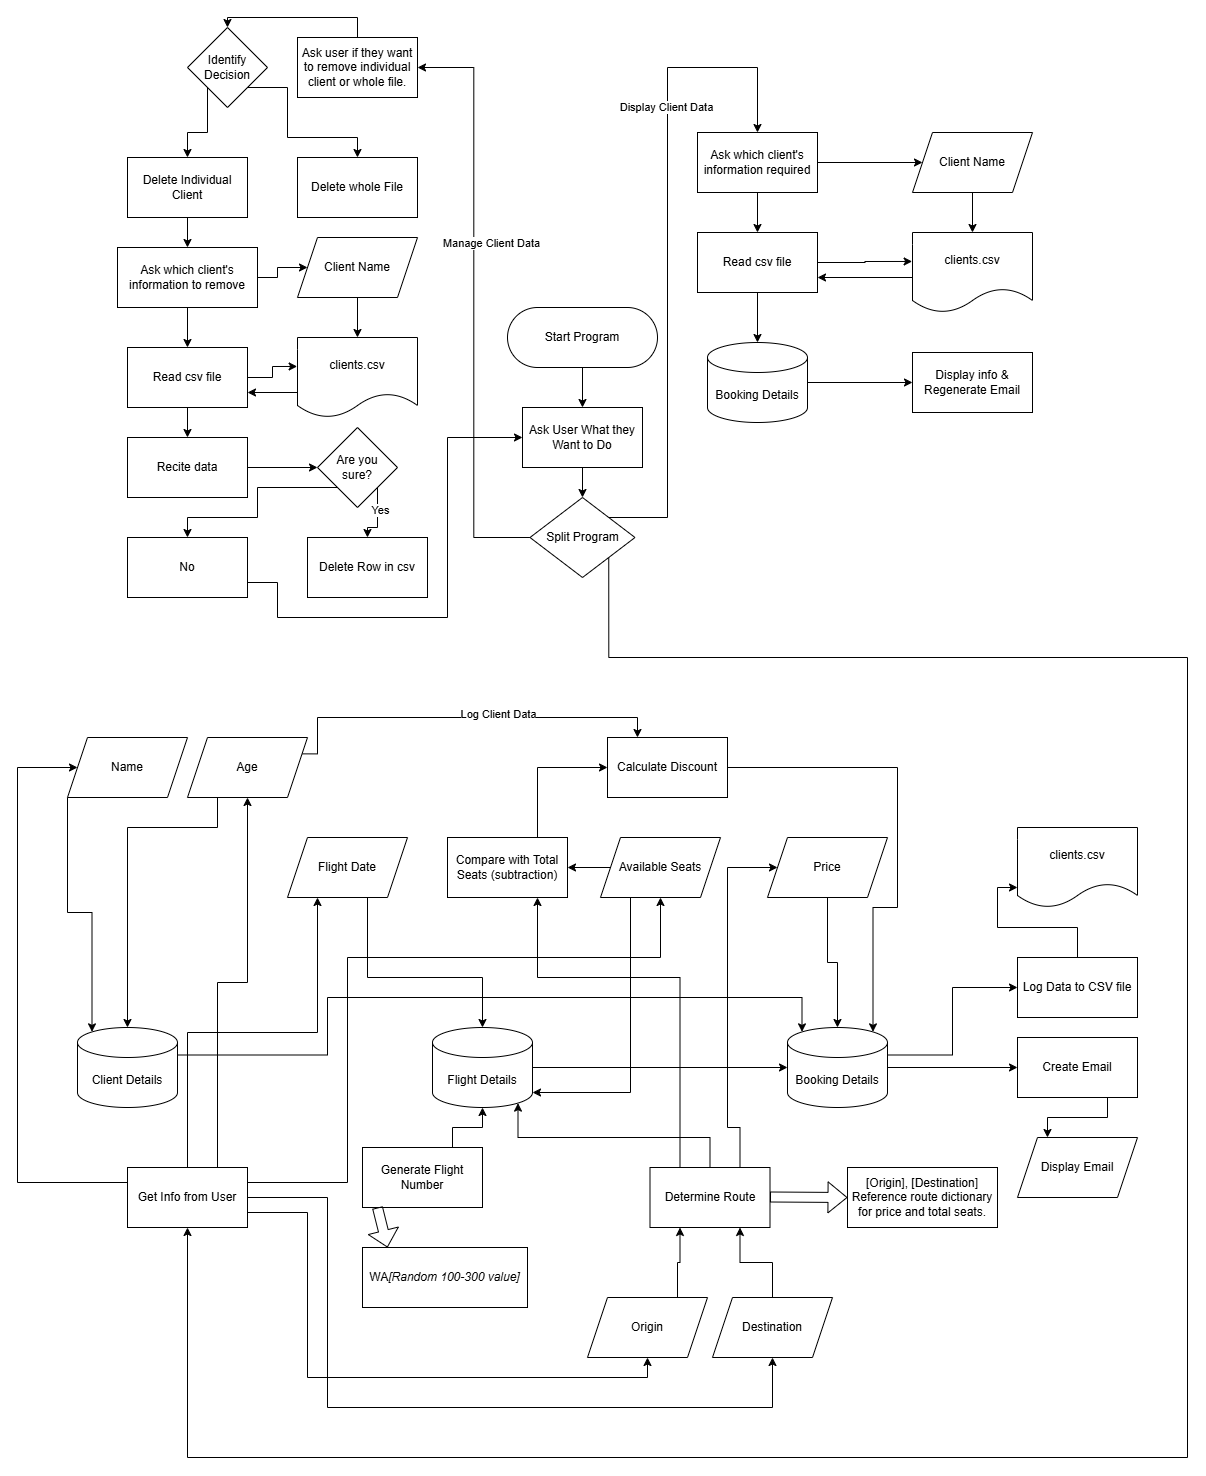 Identify
Decision
Ask user if they want
to remove individual
client or whole file.
Delete Individual
Client
Delete whole File
Ask which client's
information to remove
Client Name
Read csv file
clients.csv
Recite data
Are you
sure?
Yes
No
Delete Row in csv
Manage Client Data
Start Program
Ask User What they
Want to Do
Split Program
Display Client Data
Ask which client's
information required
Client Name
Read csv file
clients.csv
Booking Details
Display info &
Regenerate Email
Log Client Data
Name
Age
Calculate Discount
Flight Date
Compare with Total
Seats (subtraction)
Available Seats
Price
clients.csv
Log Data to CSV file
Client Details
Flight Details
Booking Details
Create Email
Display Email
Get Info from User
Generate Flight
Number
WA[Random 100-300 value]
Determine Route
[Origin], [Destination]
Reference route dictionary
for price and total seats.
Origin
Destination